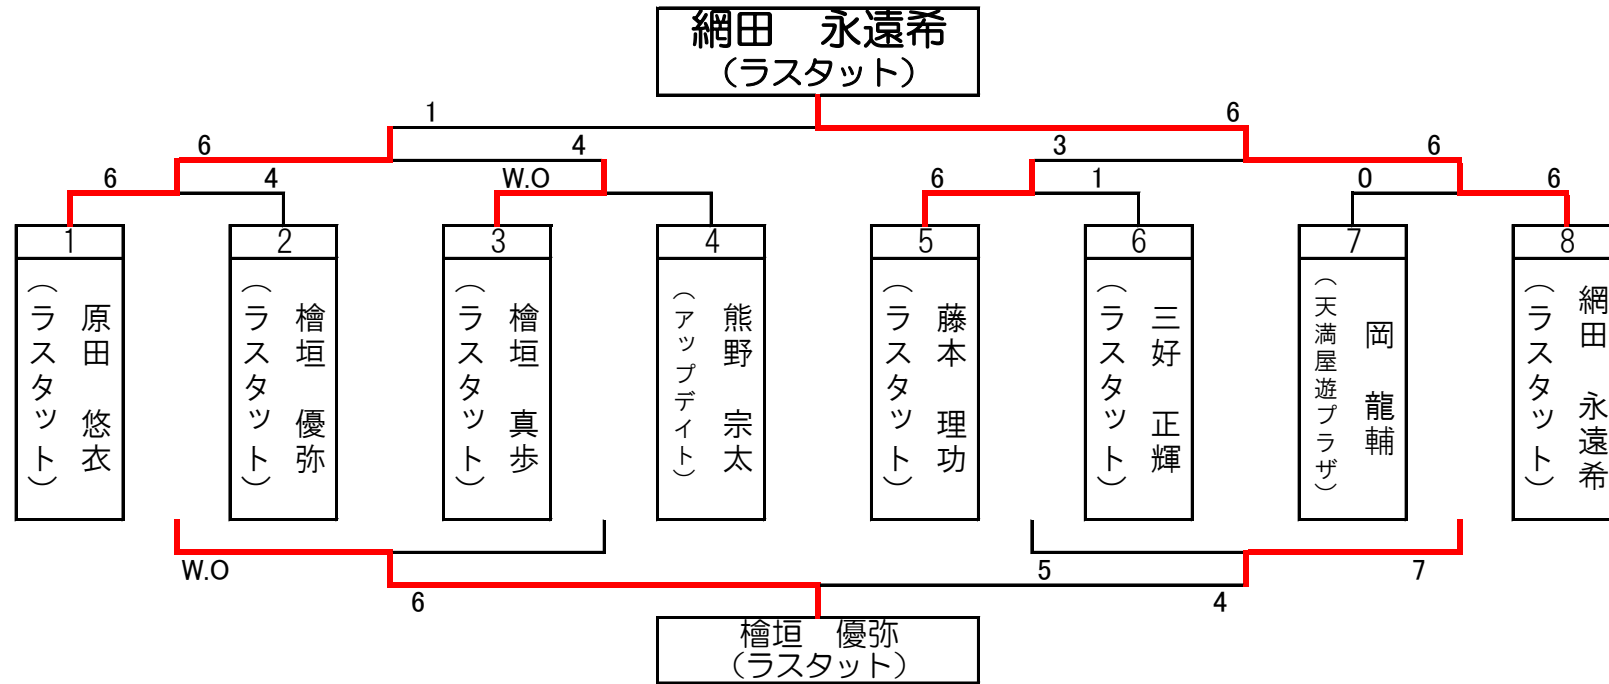 網田　永遠希
（ラスタット）
1
6
6
4
3
6
6
4
W.O
6
1
0
6
1
2
3
4
5
6
7
8
原田　悠衣
（ラスタット）
檜垣　優弥
（ラスタット）
檜垣　真歩
（ラスタット）
熊野　宗太
（アップデイト）
藤本　理功
（ラスタット）
三好　正輝
（ラスタット）
岡　龍輔
（天満屋遊プラザ）
網田　永遠希
（ラスタット）
W.O
5
7
6
4
檜垣　優弥
（ラスタット）